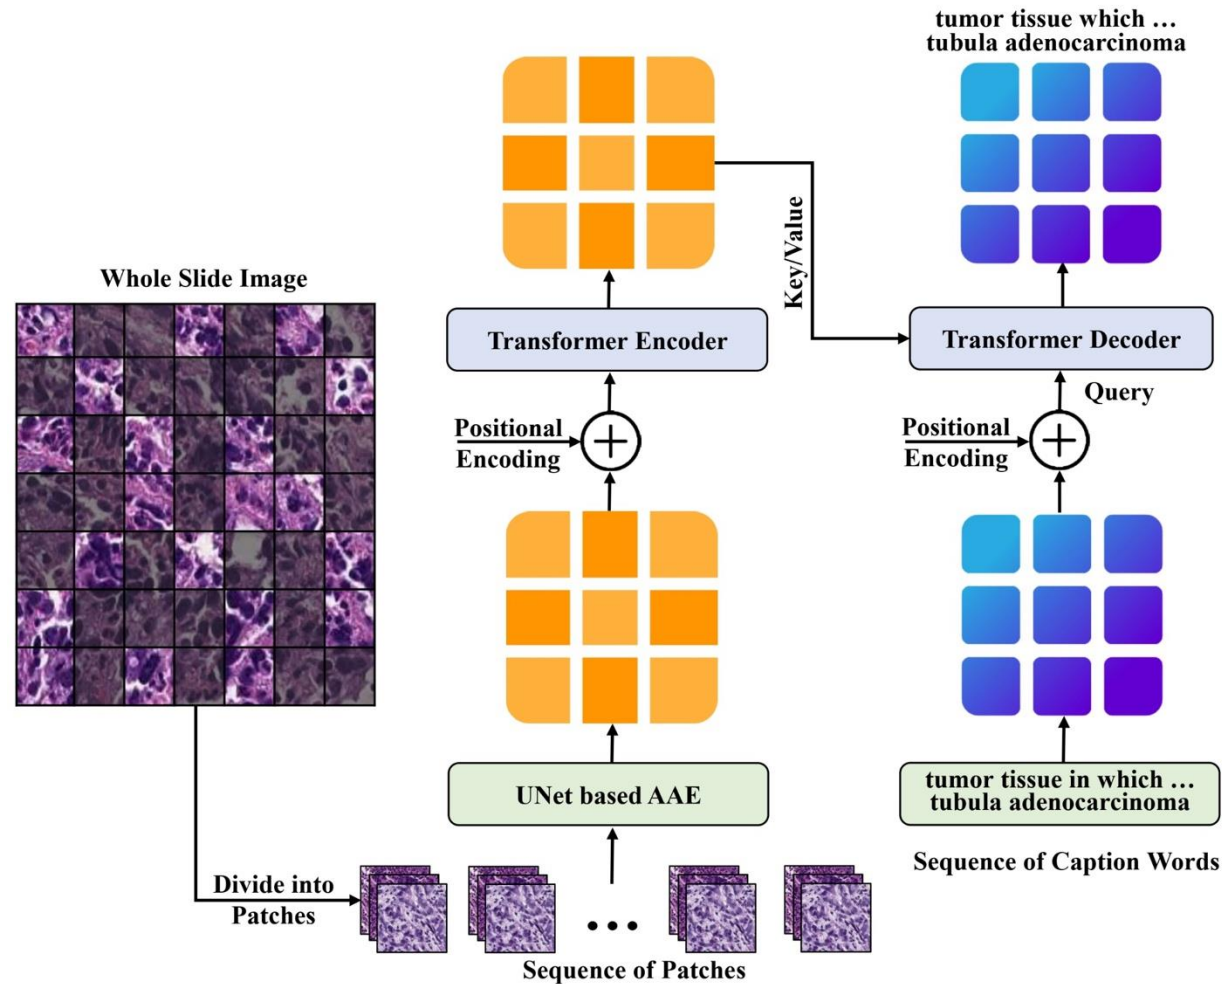 tumor tissue which ...
tubula adenocarcinoma
Whole Slide Image
Transformer Encoder
Key/Value
Transformer Decoder
Query
Positional
Encoding
Positional
Encoding
UNet based AAE
tumor tissue in which ...
tubula adenocarcinoma
Sequence of Caption Words
Divide into
Patches
Sequence of Patches